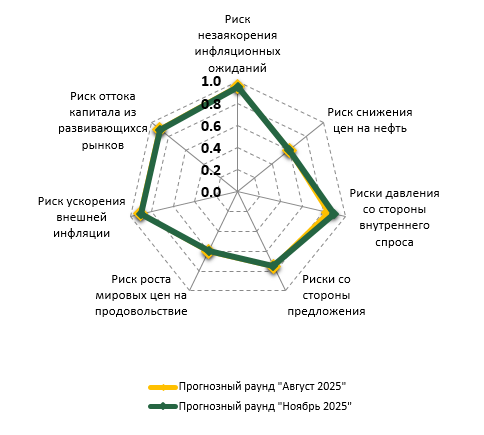 Риск
незаякорения
инфляционных
ожиданий
1.0
0.8
0.6
0.4
0.2
0.0
Риск снижения
цен на нефть
Риски давления
со стороны
внутреннего
спроса
Риски со
стороны
предложения
Риск роста
мировых цен на
продовольствие
Риск ускорения
внешней
инфляции
Риск оттока
капитала из
развивающихся
рынков
Прогнозный раунд "Август 2025"
Прогнозный раунд "Ноябрь 2025"